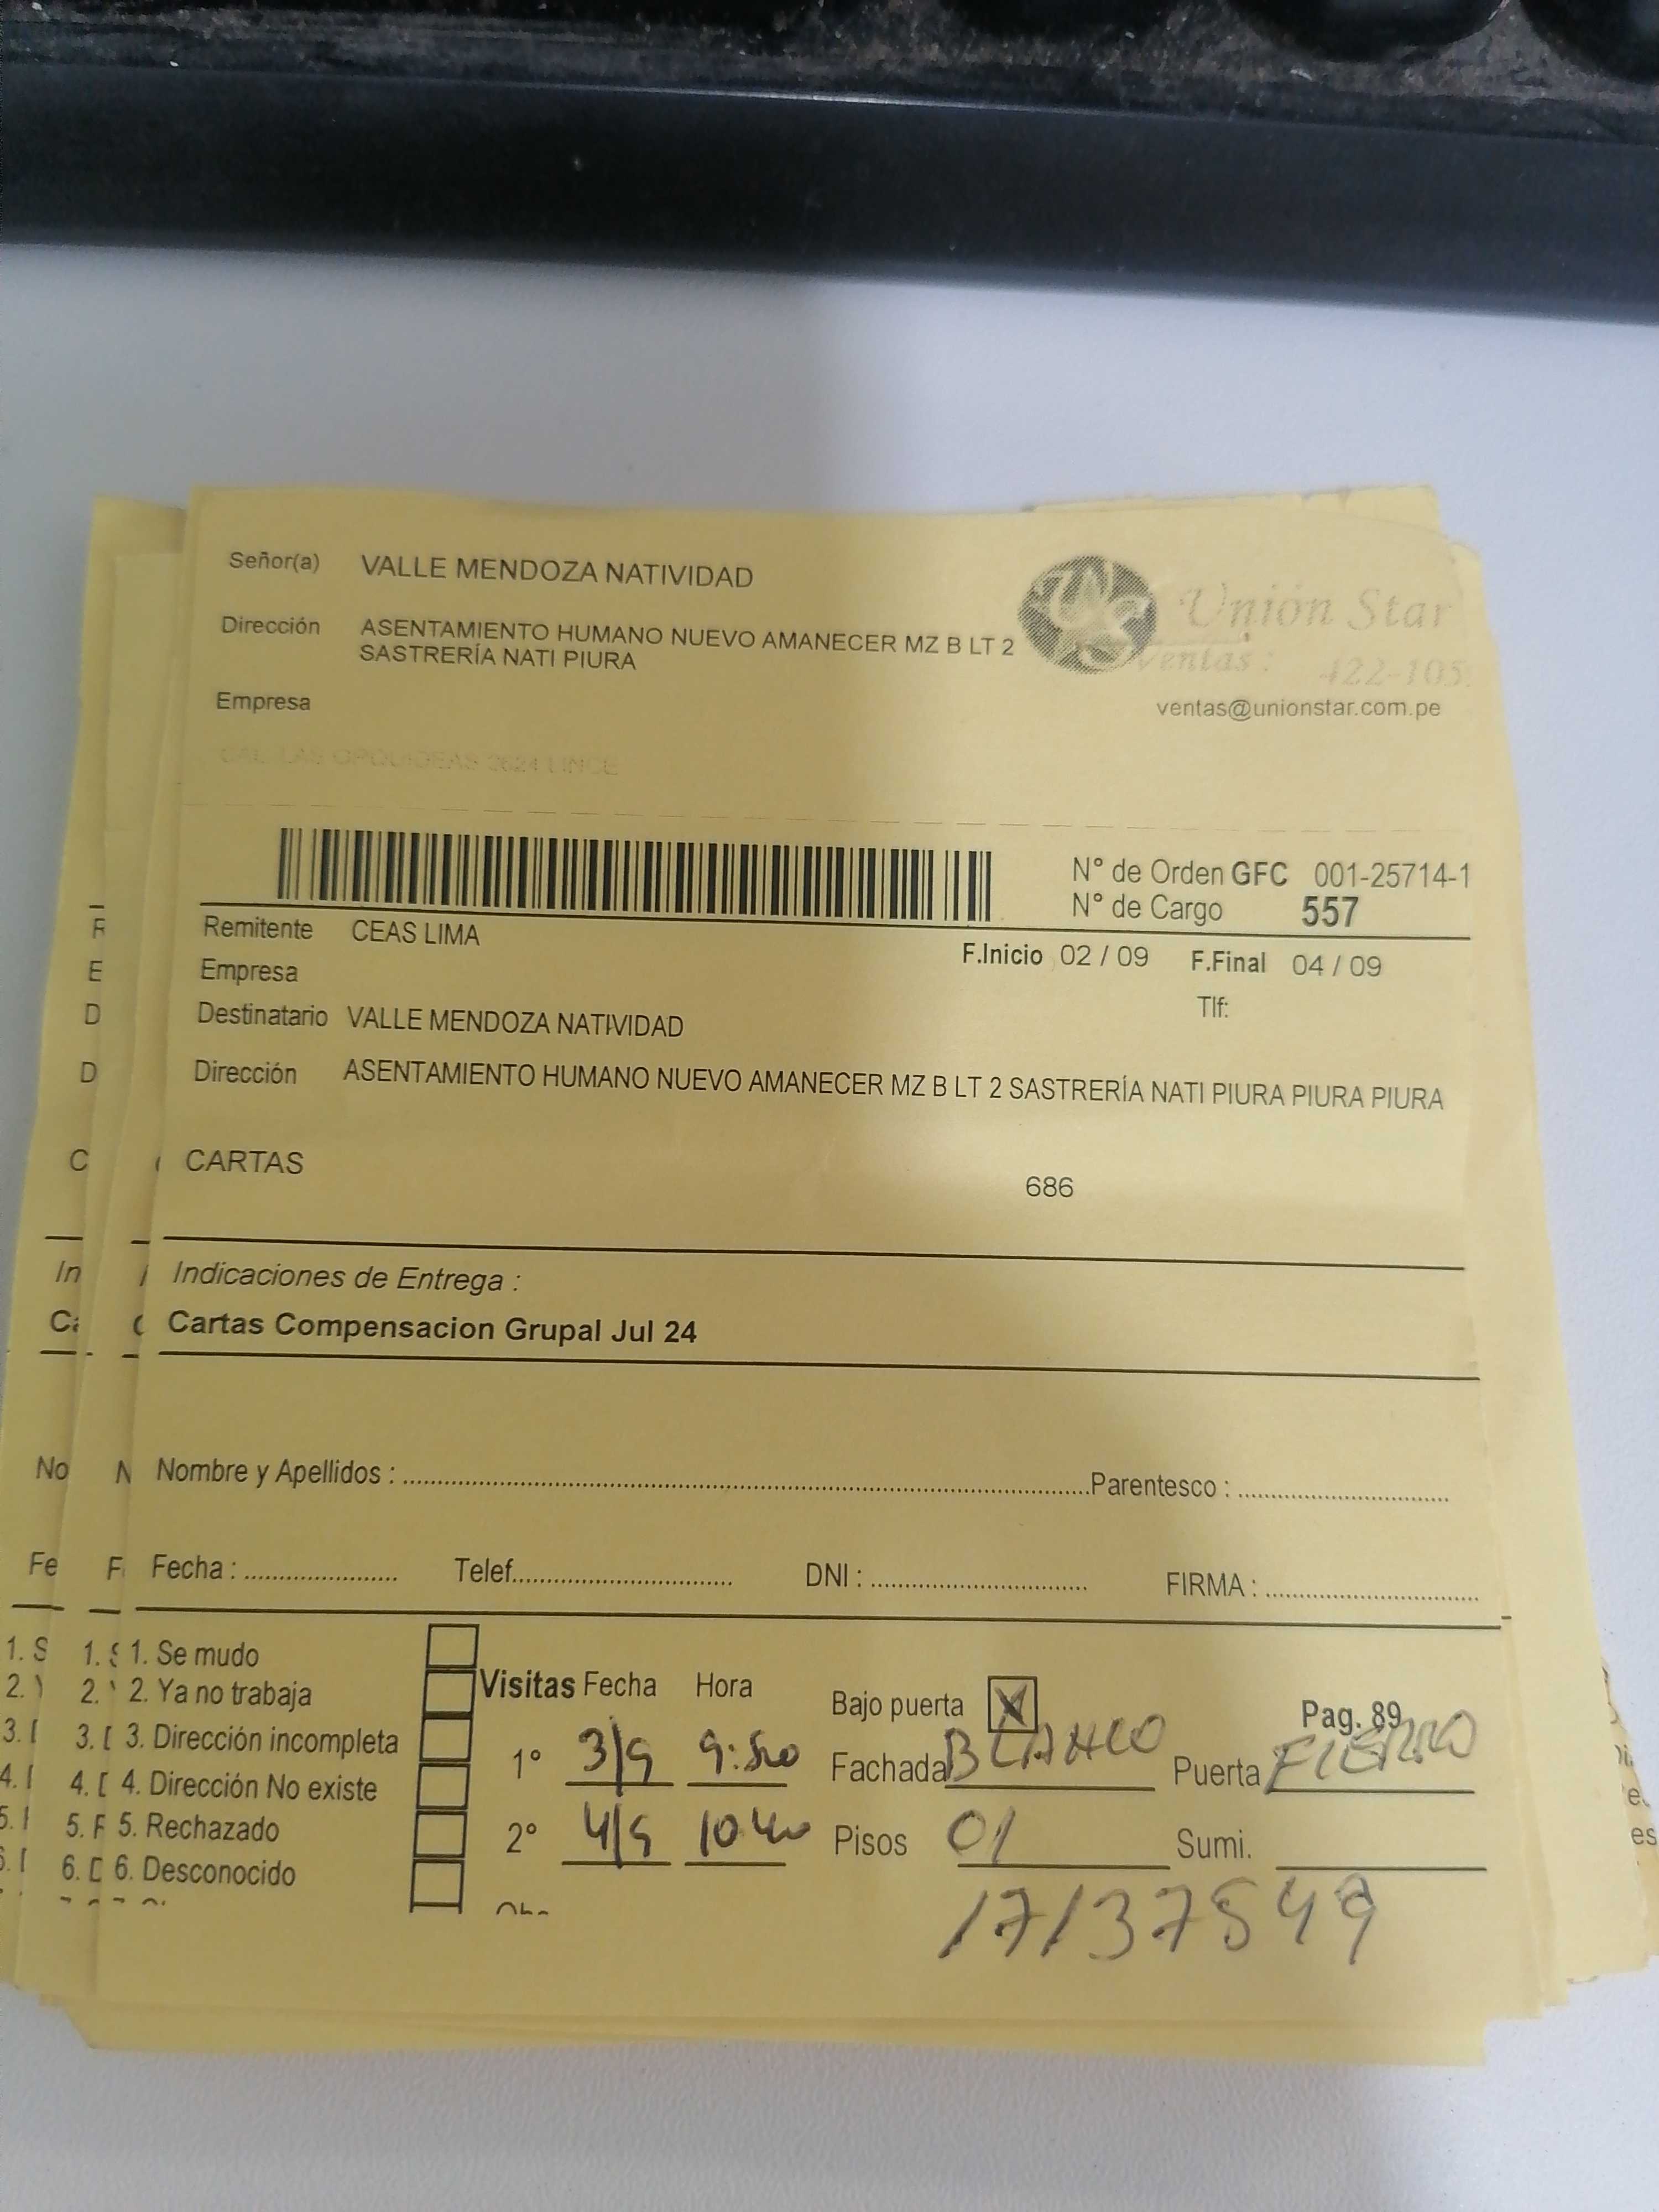 Señor(a) VALLE MENDOZA NATIVIDAD
Unión Star
Dirección ASENTAMIENTO HUMANO NUEVO AMANECER MZ B LT 2
SASTRERÍA NATI PIURA
Ventas : 422-105
Empresa
ventas@unionstar.com.pe
CAL LAS ORQUIDEAS 2624 LINCE
N° de Orden GFC 001-25714-1
N° de Cargo 557
Remitente CEAS LIMA
F.Inicio 02 / 09 F.Final 04 / 09
Empresa
Tlf:
Destinatario VALLE MENDOZA NATIVIDAD
Dirección ASENTAMIENTO HUMANO NUEVO AMANECER MZ B LT 2 SASTRERÍA NATI PIURA PIURA PIURA
CARTAS
686
Indicaciones de Entrega :
Cartas Compensacion Grupal Jul 24
Nombre y Apellidos : Parentesco :
Fecha : Telef. DNI : FIRMA :
1. Se mudo
2. Ya no trabaja
3. Dirección incompleta
4. Dirección No existe
5. Rechazado
6. Desconocido
Visitas Fecha Hora
1° 3/9 9:50
2° 4/9 10 40
Bajo puerta X
Pag. 89
Fachada BLANCO Puerta FIERRO
Pisos 01 Sumi.
17137549